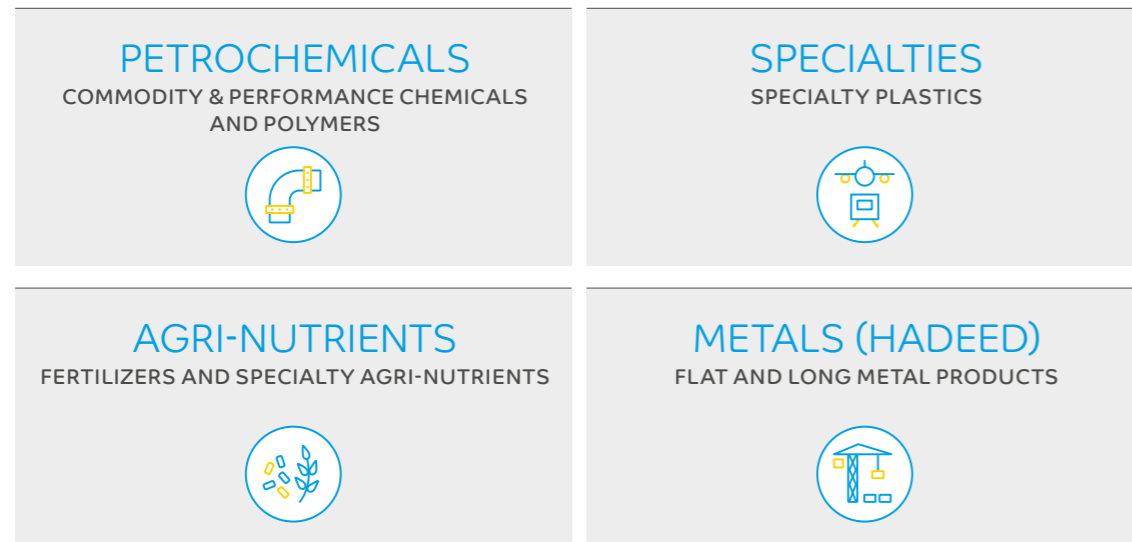 PETROCHEMICALS
COMMODITY & PERFORMANCE CHEMICALS
AND POLYMERS
SPECIALTIES
SPECIALTY PLASTICS
AGRI-NUTRIENTS
FERTILIZERS AND SPECIALTY AGRI-NUTRIENTS
METALS (HADEED)
FLAT AND LONG METAL PRODUCTS